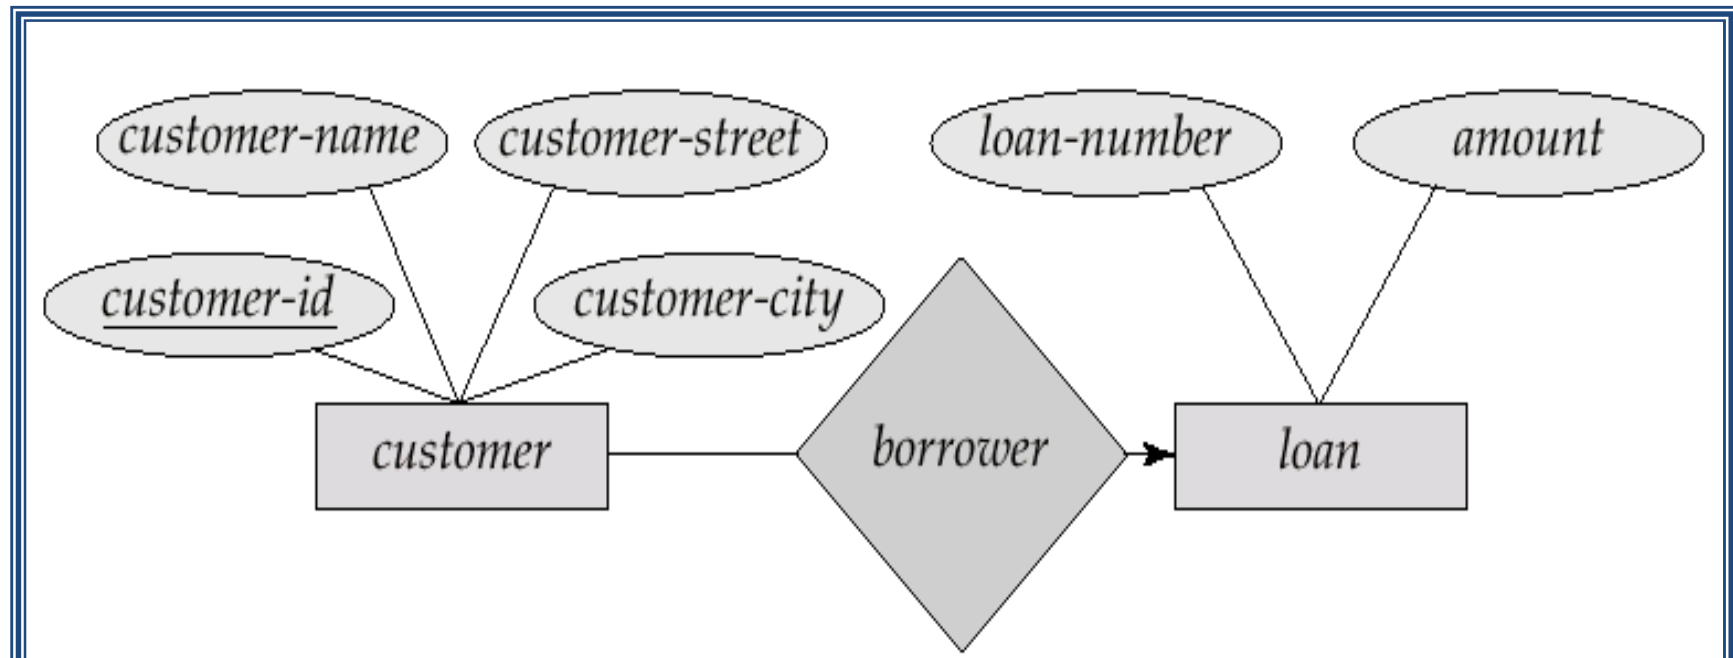 customer-name
customer-street
loan-number
amount
customer-id
customer-city
customer
borrower
loan